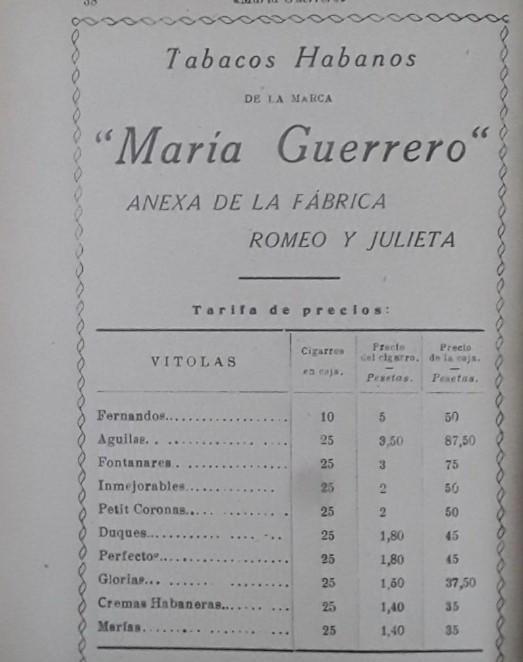 38 «María Guerrero»
Tabacos Habanos
DE LA MARCA
“María Guerrero“
ANEXA DE LA FÁBRICA
ROMEO Y JULIETA
Tarifa de precios:
VITOLAS Cigarros en caja. Precio del cigarro. — Pesetas. Precio de la caja. — Pesetas.
Fernandos.................... 10 5 50
Aguilas.. .. ................ 25 3,50 87,50
Fontanares. ................. 25 3 75
Inmejorables............... 25 2 50
Petit Coronas.. ............. 25 2 50
Duques............... .. -.. 25 1,80 45
Perfectos.................... 25 1,80 45
Glorias... ...... .......... 25 1,50 37,50
Cremas Habaneras....... ... 25 1,40 35
Marías........... .......... 25 1,40 35